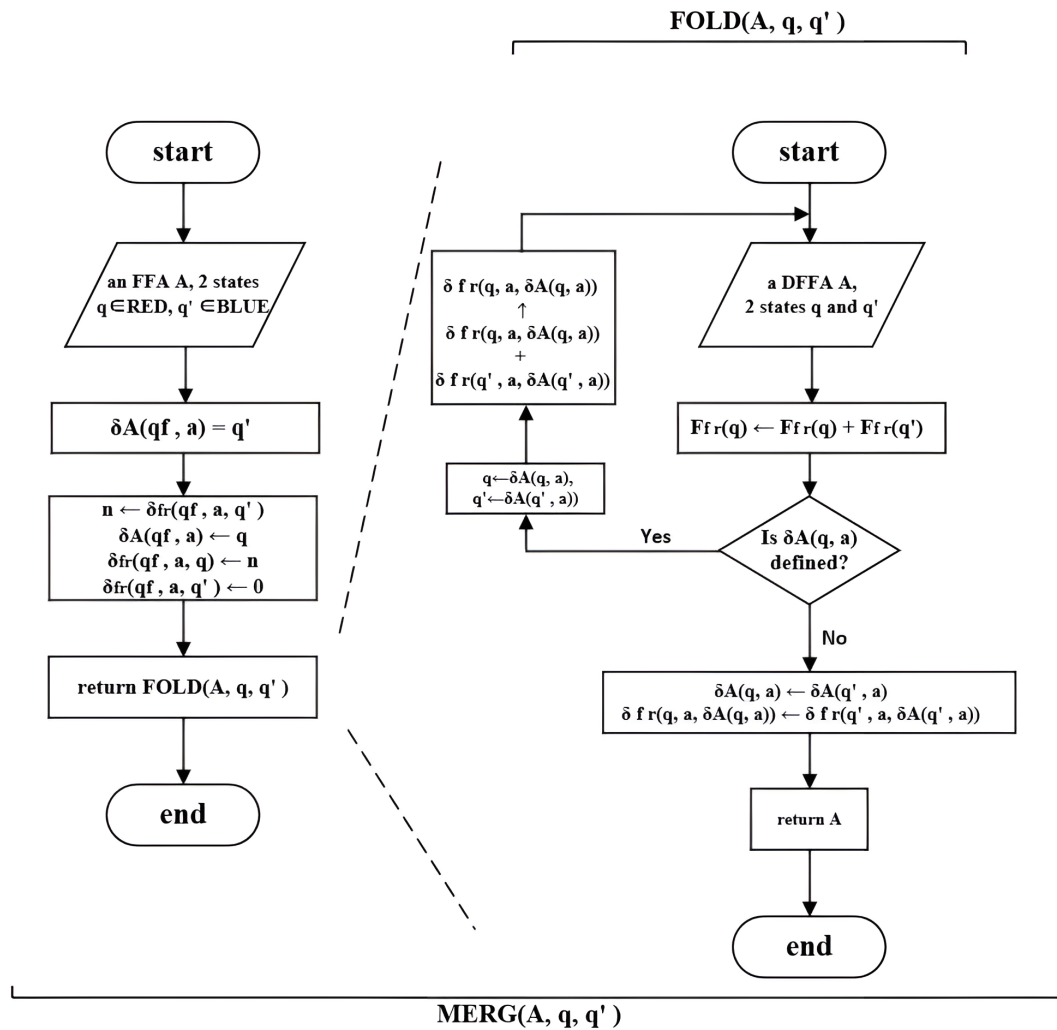 FOLD(A, q, q' )
start
an FFA A, 2 states
q∈RED, q' ∈BLUE
δA(qf , a) = q'
n ← δfr(qf , a, q' )
δA(qf , a) ← q
δfr(qf , a, q) ← n
δfr(qf , a, q' ) ← 0
return FOLD(A, q, q' )
end
start
a DFFA A,
2 states q and q'
Ff r(q) ← Ff r(q) + Ff r(q')
Is δA(q, a)
defined?
Yes
q←δA(q, a),
q'←δA(q' , a))
δ f r(q, a, δA(q, a))
↑
δ f r(q, a, δA(q, a))
+
δ f r(q' , a, δA(q' , a))
No
δA(q, a) ← δA(q' , a)
δ f r(q, a, δA(q, a)) ← δ f r(q' , a, δA(q' , a))
return A
end
MERG(A, q, q' )